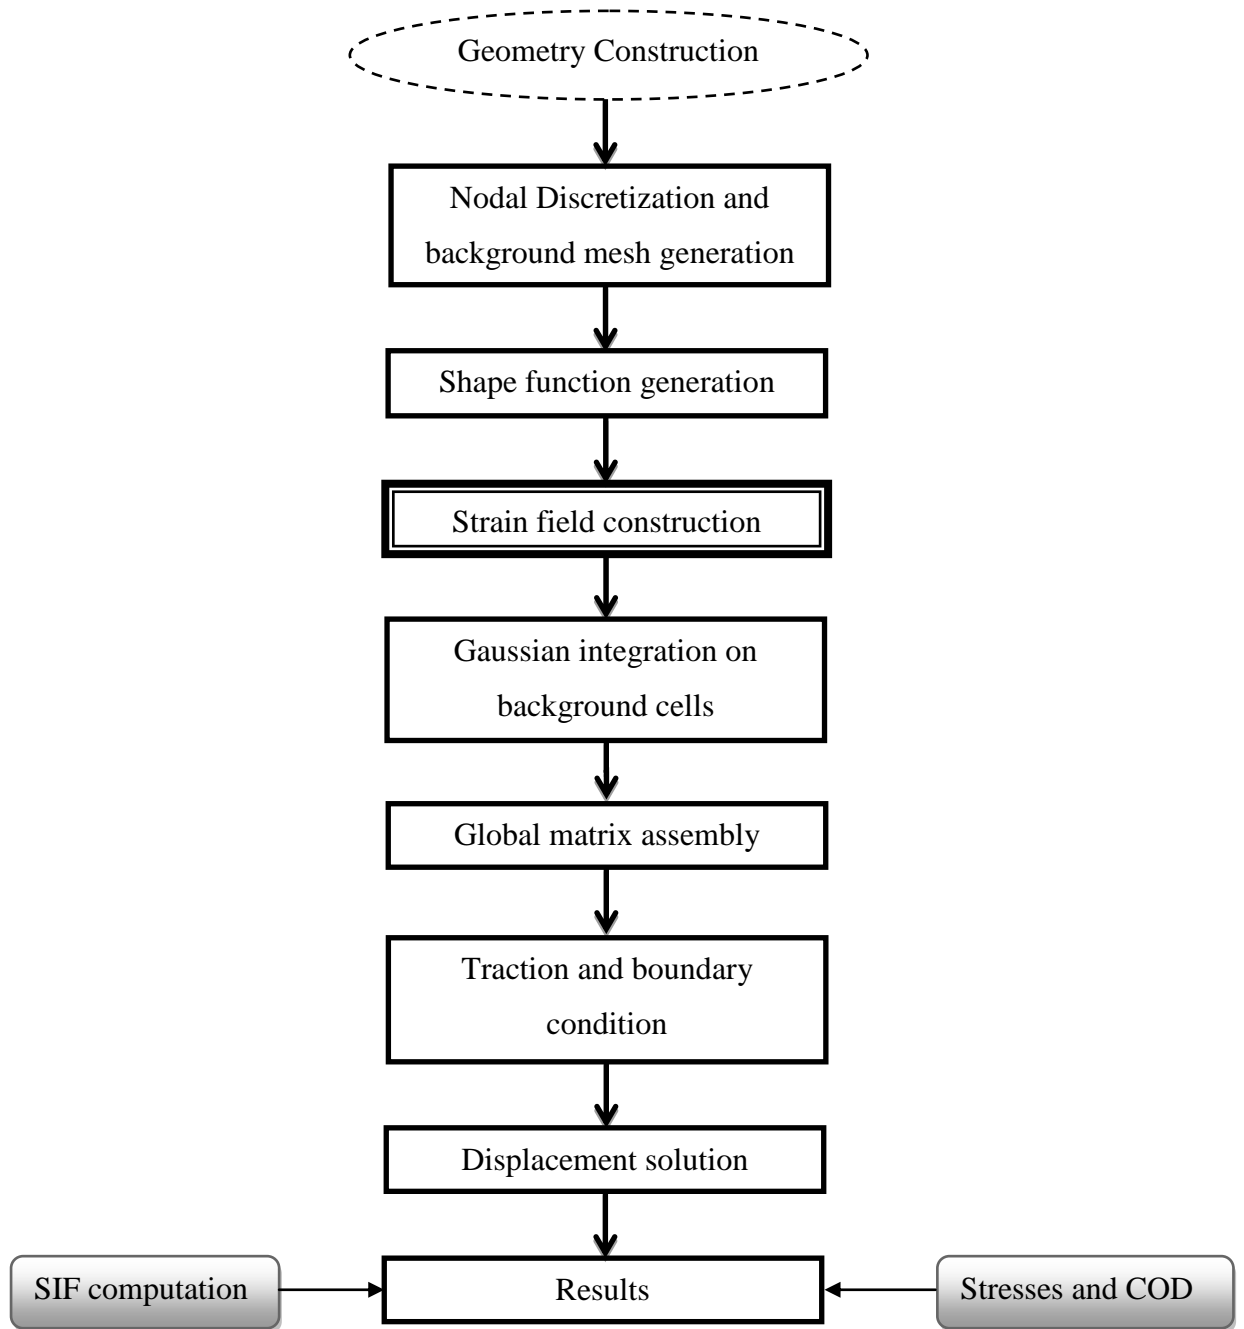 Geometry Construction
Nodal Discretization and
background mesh generation
Shape function generation
Strain field construction
Gaussian integration on
background cells
Global matrix assembly
Traction and boundary
condition
Displacement solution
SIF computation
Results
Stresses and COD